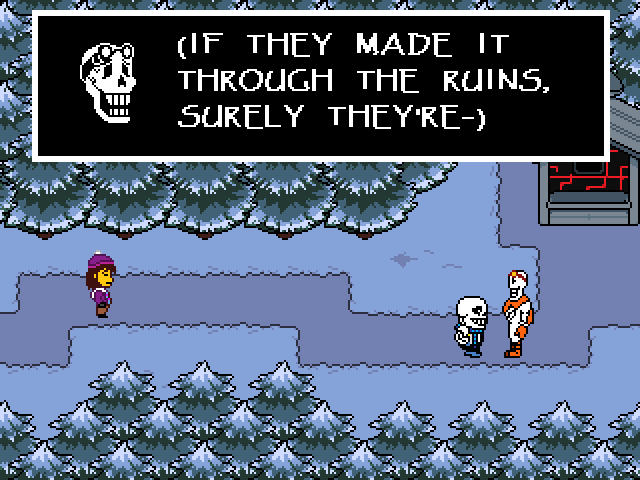 (IF THEY MADE IT
THROUGH THE RUINS,
SURELY THEY'RE-)